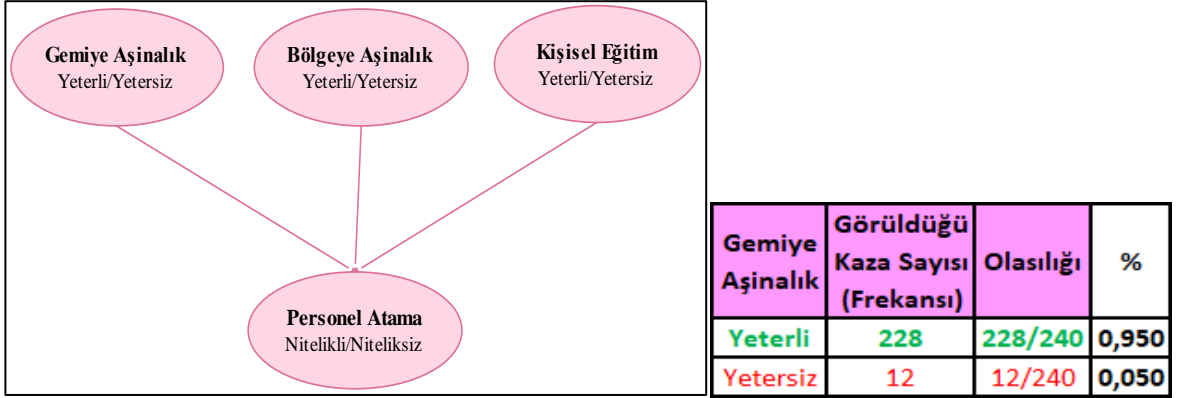 Gemiye Aşinalık
Yeterli/Yetersiz
Bölgeye Aşinalık
Yeterli/Yetersiz
Kişisel Eğitim
Yeterli/Yetersiz
Personel Atama
Nitelikli/Niteliksiz
Gemiye Aşinalık
Görüldüğü Kaza Sayısı (Frekansı)
Olasılığı
%
Yeterli 228 228/240 0,950
Yetersiz 12 12/240 0,050